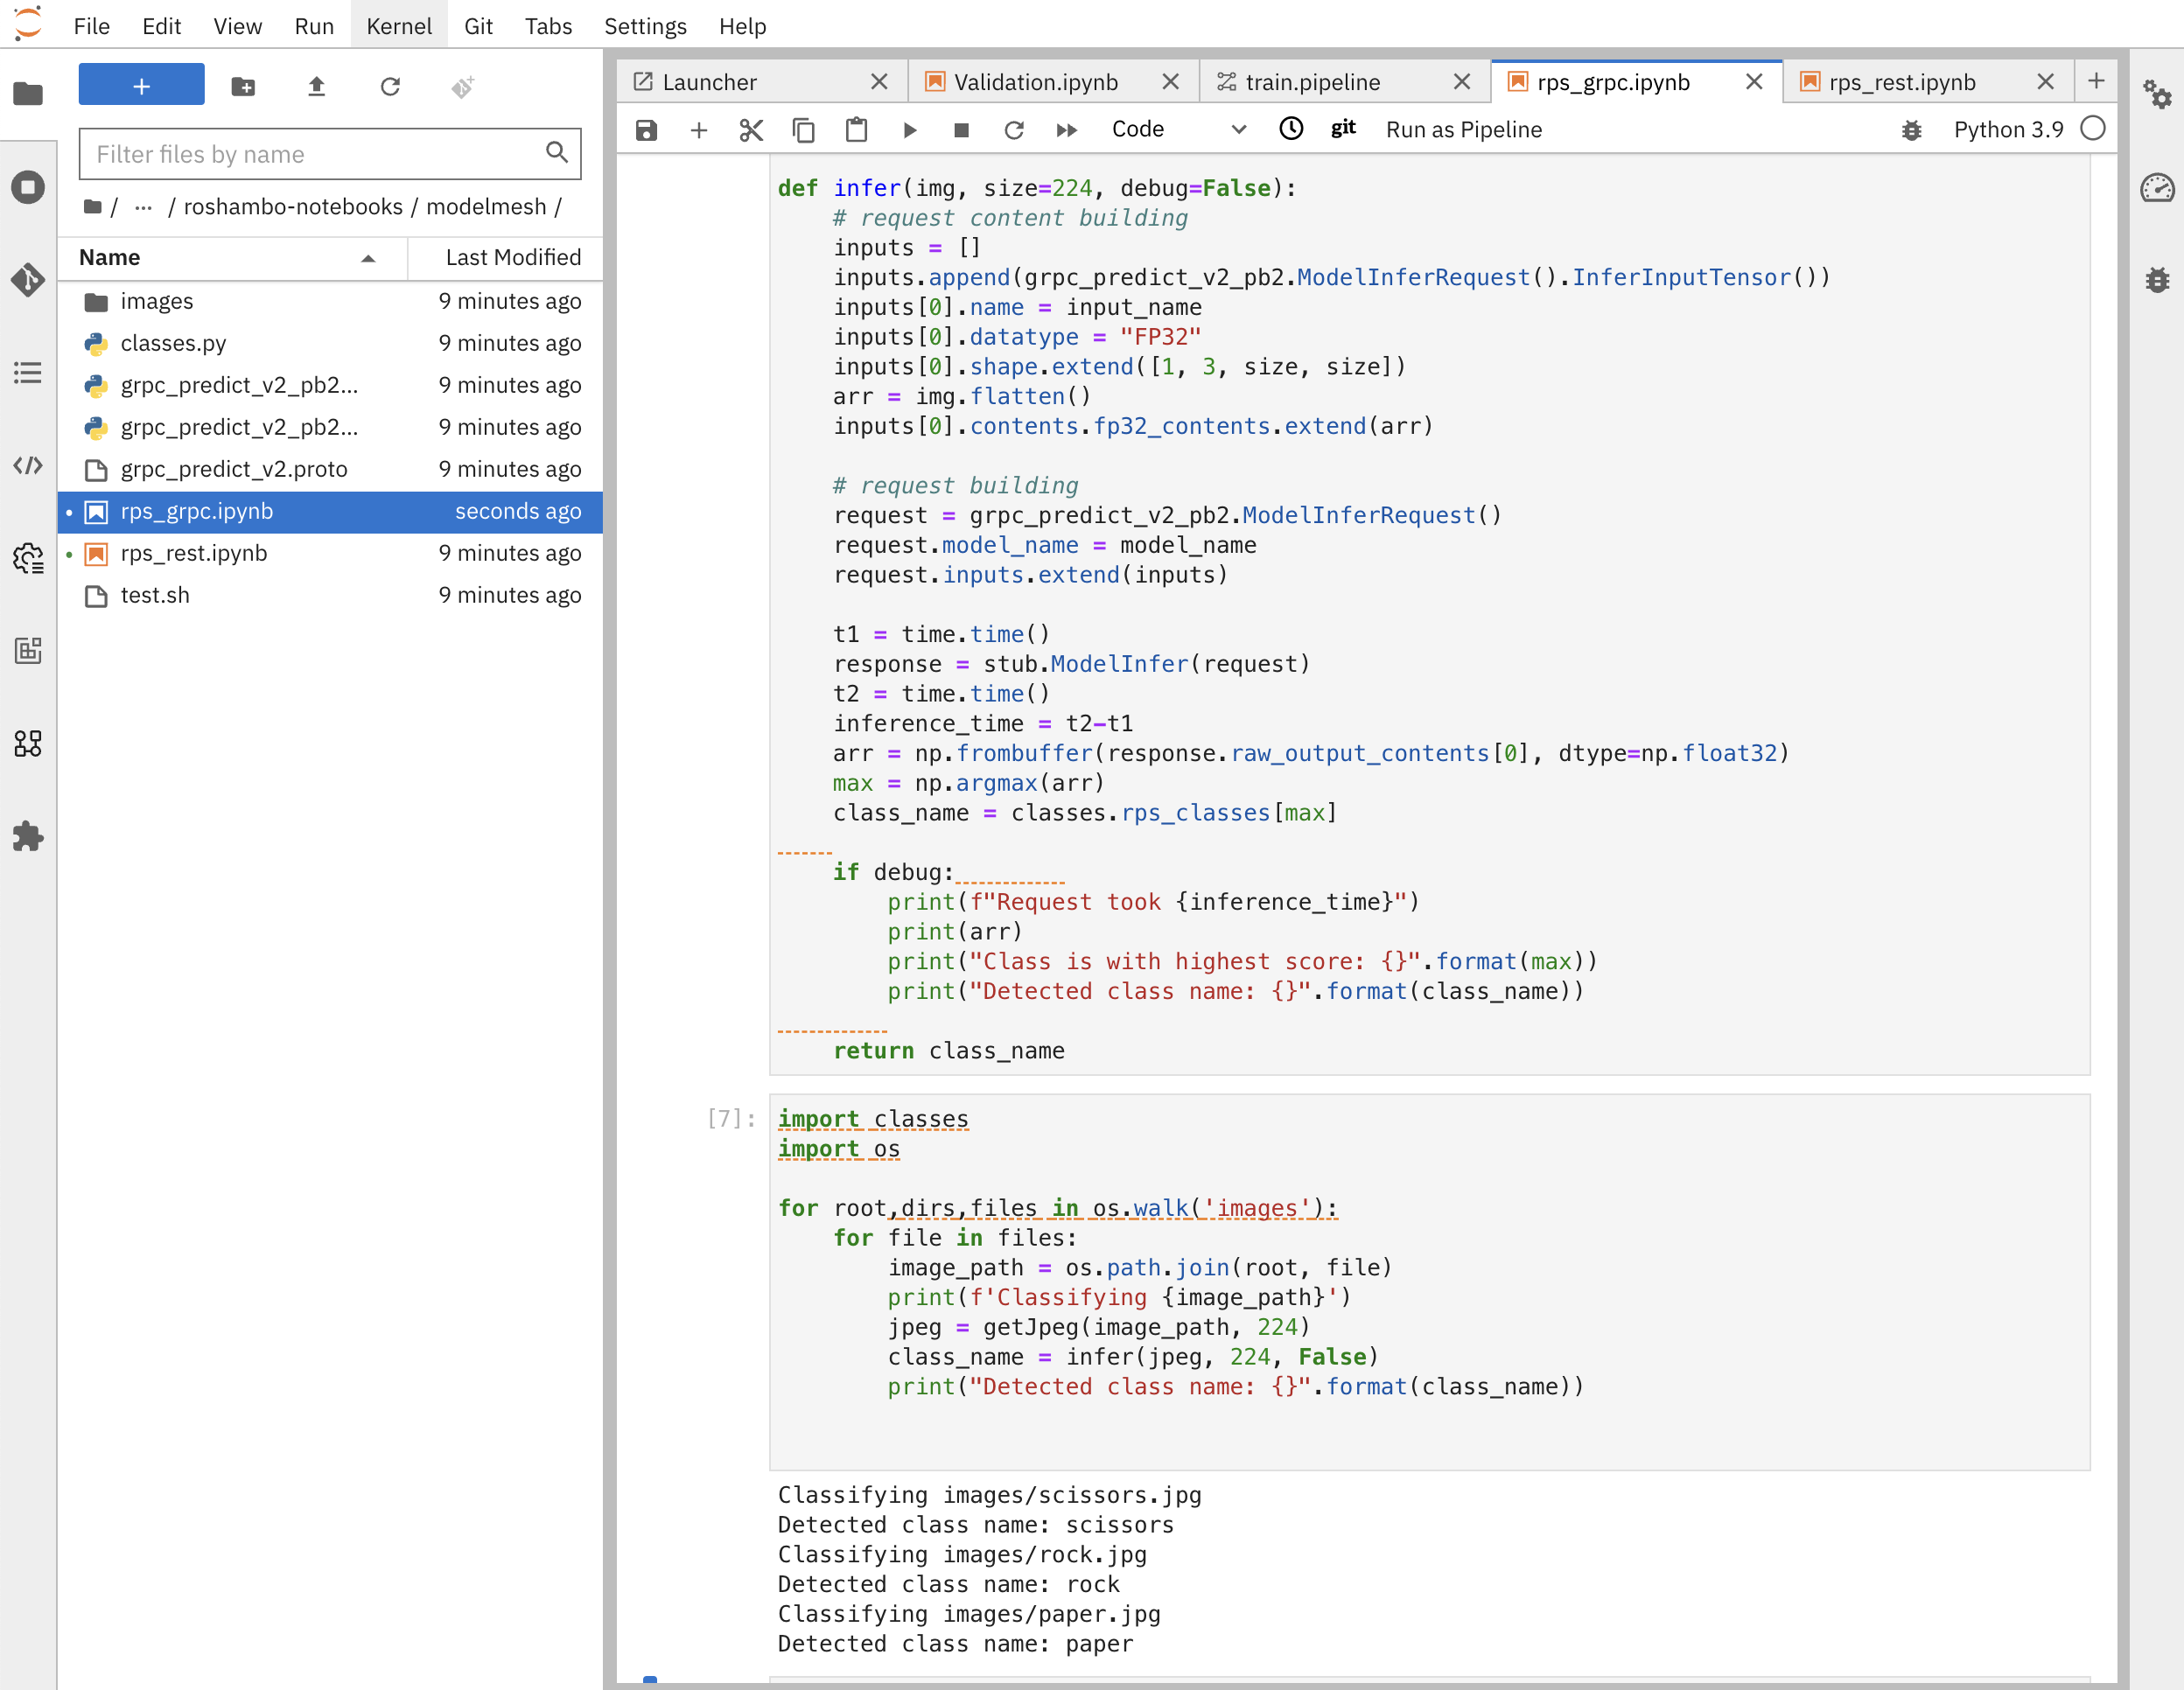 File Edit View Run Kernel Git Tabs Settings Help
+
Filter files by name
/ ... / roshambo-notebooks / modelmesh /
Name Last Modified
images 9 minutes ago
classes.py 9 minutes ago
grpc_predict_v2_pb2... 9 minutes ago
grpc_predict_v2_pb2... 9 minutes ago
grpc_predict_v2.proto 9 minutes ago
rps_grpc.ipynb seconds ago
rps_rest.ipynb 9 minutes ago
test.sh 9 minutes ago
Launcher Validation.ipynb train.pipeline rps_grpc.ipynb rps_rest.ipynb
Code git Run as Pipeline Python 3.9
def infer(img, size=224, debug=False):
    # request content building
    inputs = []
    inputs.append(grpc_predict_v2_pb2.ModelInferRequest().InferInputTensor())
    inputs[0].name = input_name
    inputs[0].datatype = "FP32"
    inputs[0].shape.extend([1, 3, size, size])
    arr = img.flatten()
    inputs[0].contents.fp32_contents.extend(arr)
    # request building
    request = grpc_predict_v2_pb2.ModelInferRequest()
    request.model_name = model_name
    request.inputs.extend(inputs)
    t1 = time.time()
    response = stub.ModelInfer(request)
    t2 = time.time()
    inference_time = t2-t1
    arr = np.frombuffer(response.raw_output_contents[0], dtype=np.float32)
    max = np.argmax(arr)
    class_name = classes.rps_classes[max]
    if debug:
        print(f"Request took {inference_time}")
        print(arr)
        print("Class is with highest score: {}".format(max))
        print("Detected class name: {}".format(class_name))
    return class_name
[7]: import classes
import os
for root,dirs,files in os.walk('images'):
    for file in files:
        image_path = os.path.join(root, file)
        print(f'Classifying {image_path}')
        jpeg = getJpeg(image_path, 224)
        class_name = infer(jpeg, 224, False)
        print("Detected class name: {}".format(class_name))
Classifying images/scissors.jpg
Detected class name: scissors
Classifying images/rock.jpg
Detected class name: rock
Classifying images/paper.jpg
Detected class name: paper